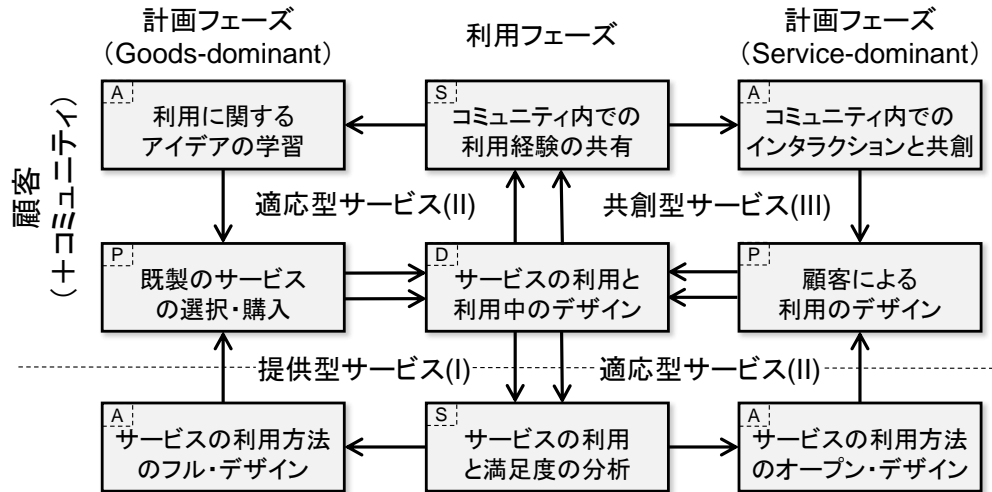 計画フェーズ
（Goods-dominant）
利用フェーズ
計画フェーズ
（Service-dominant）
顧客
（＋コミュニティ）
A
利用に関する
アイデアの学習
S
コミュニティ内での
利用経験の共有
A
コミュニティ内での
インタラクションと共創
適応型サービス(II)
共創型サービス(III)
P
既製のサービス
の選択・購入
D
サービスの利用と
利用中のデザイン
P
顧客による
利用のデザイン
提供型サービス(I)
適応型サービス(II)
A
サービスの利用方法
のフル・デザイン
S
サービスの利用
と満足度の分析
A
サービスの利用方法
のオープン・デザイン